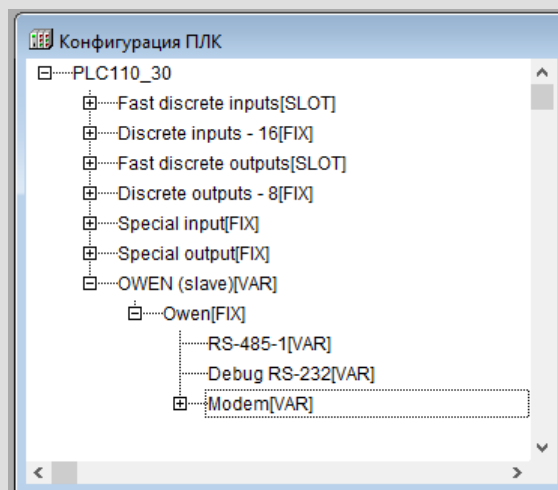 Конфигурация ПЛК
PLC110_30
Fast discrete inputs[SLOT]
Discrete inputs - 16[FIX]
Fast discrete outputs[SLOT]
Discrete outputs - 8[FIX]
Special input[FIX]
Special output[FIX]
OWEN (slave)[VAR]
Owen[FIX]
RS-485-1[VAR]
Debug RS-232[VAR]
Modem[VAR]